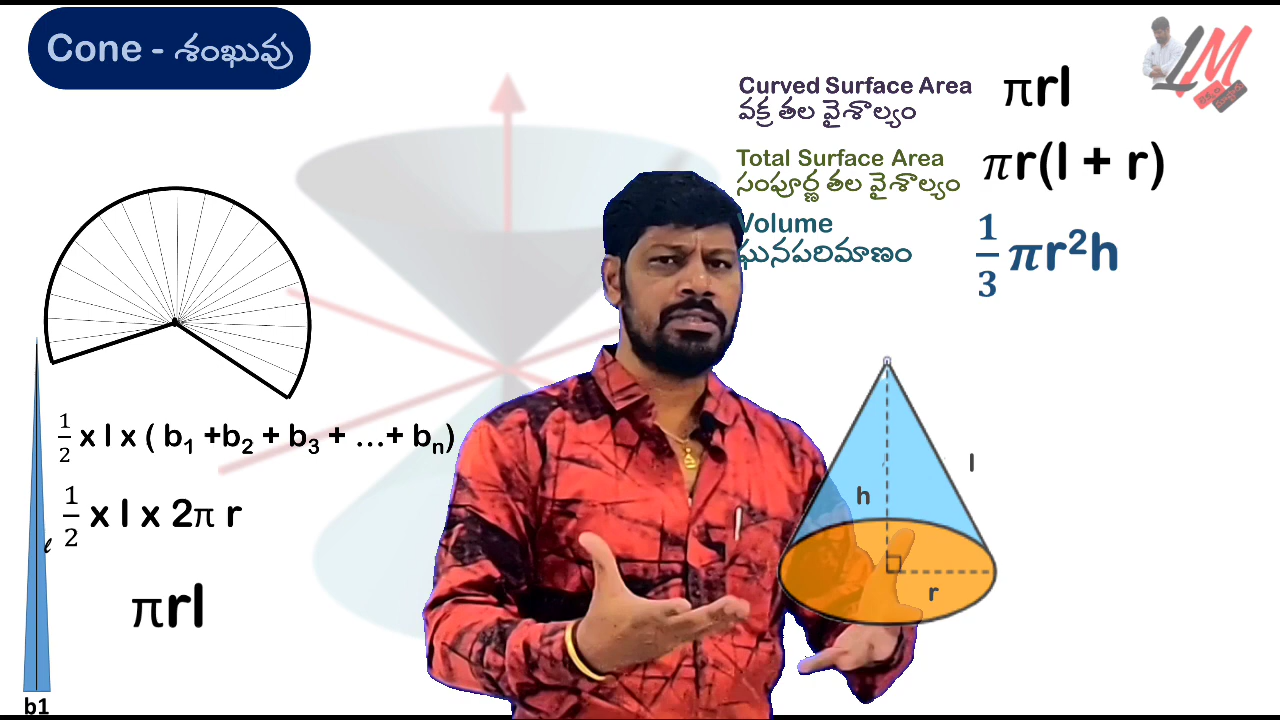 Cone - శంఖువు
LM
Curved Surface Area πrl
వక్ర తల వైశాల్యం
Total Surface Area 𝜋r(l + r)
సంపూర్ణ తల వైశాల్యం
Volume
ఘనపరిమాణం
1/3 πr²h
1/2 x l x ( b₁ +b₂ + b₃ + …+ bₙ)
1/2 x l x 2π r
ℓ
πrl
b1
l
h
r